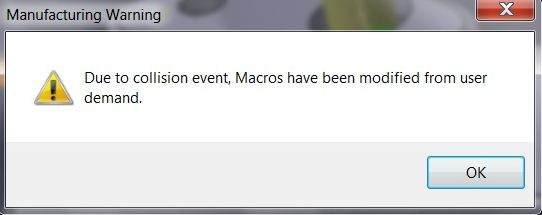 Manufacturing Warning
Due to collision event, Macros have been modified from user
demand.
OK